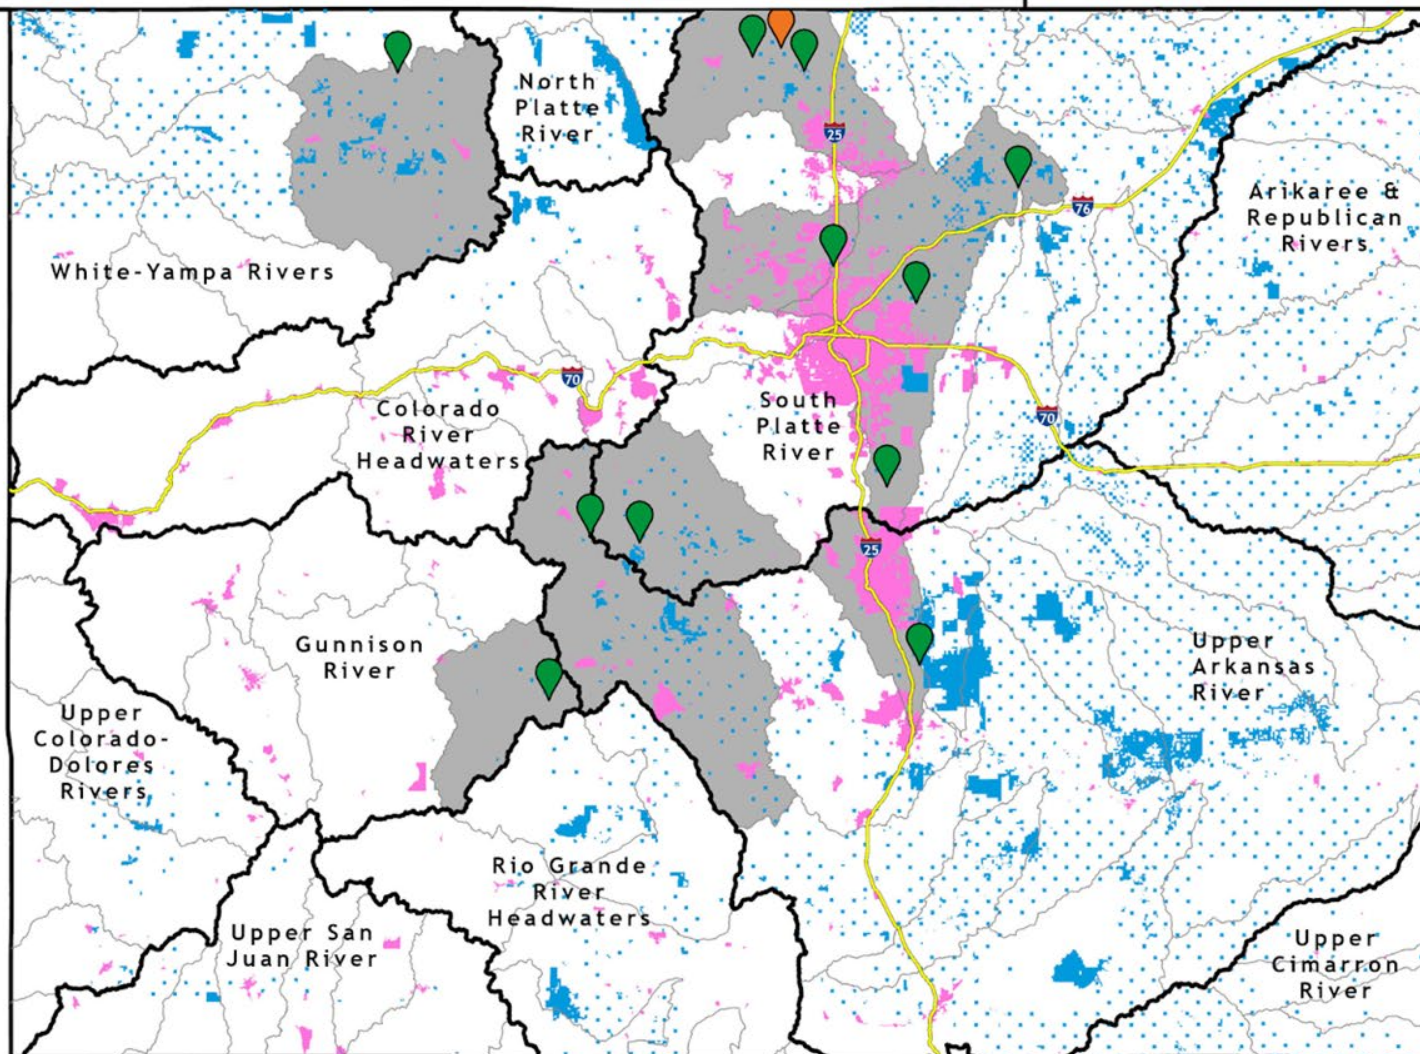 North
Platte
River
25
Arikaree &
Republican
Rivers
76
White-Yampa Rivers
70
Colorado
River
Headwaters
South
Platte
River
70
25
Gunnison
River
Upper
Arkansas
River
Upper
Colorado-
Dolores
Rivers
Rio Grande
River
Headwaters
Upper San
Juan River
Upper
Cimarron
River